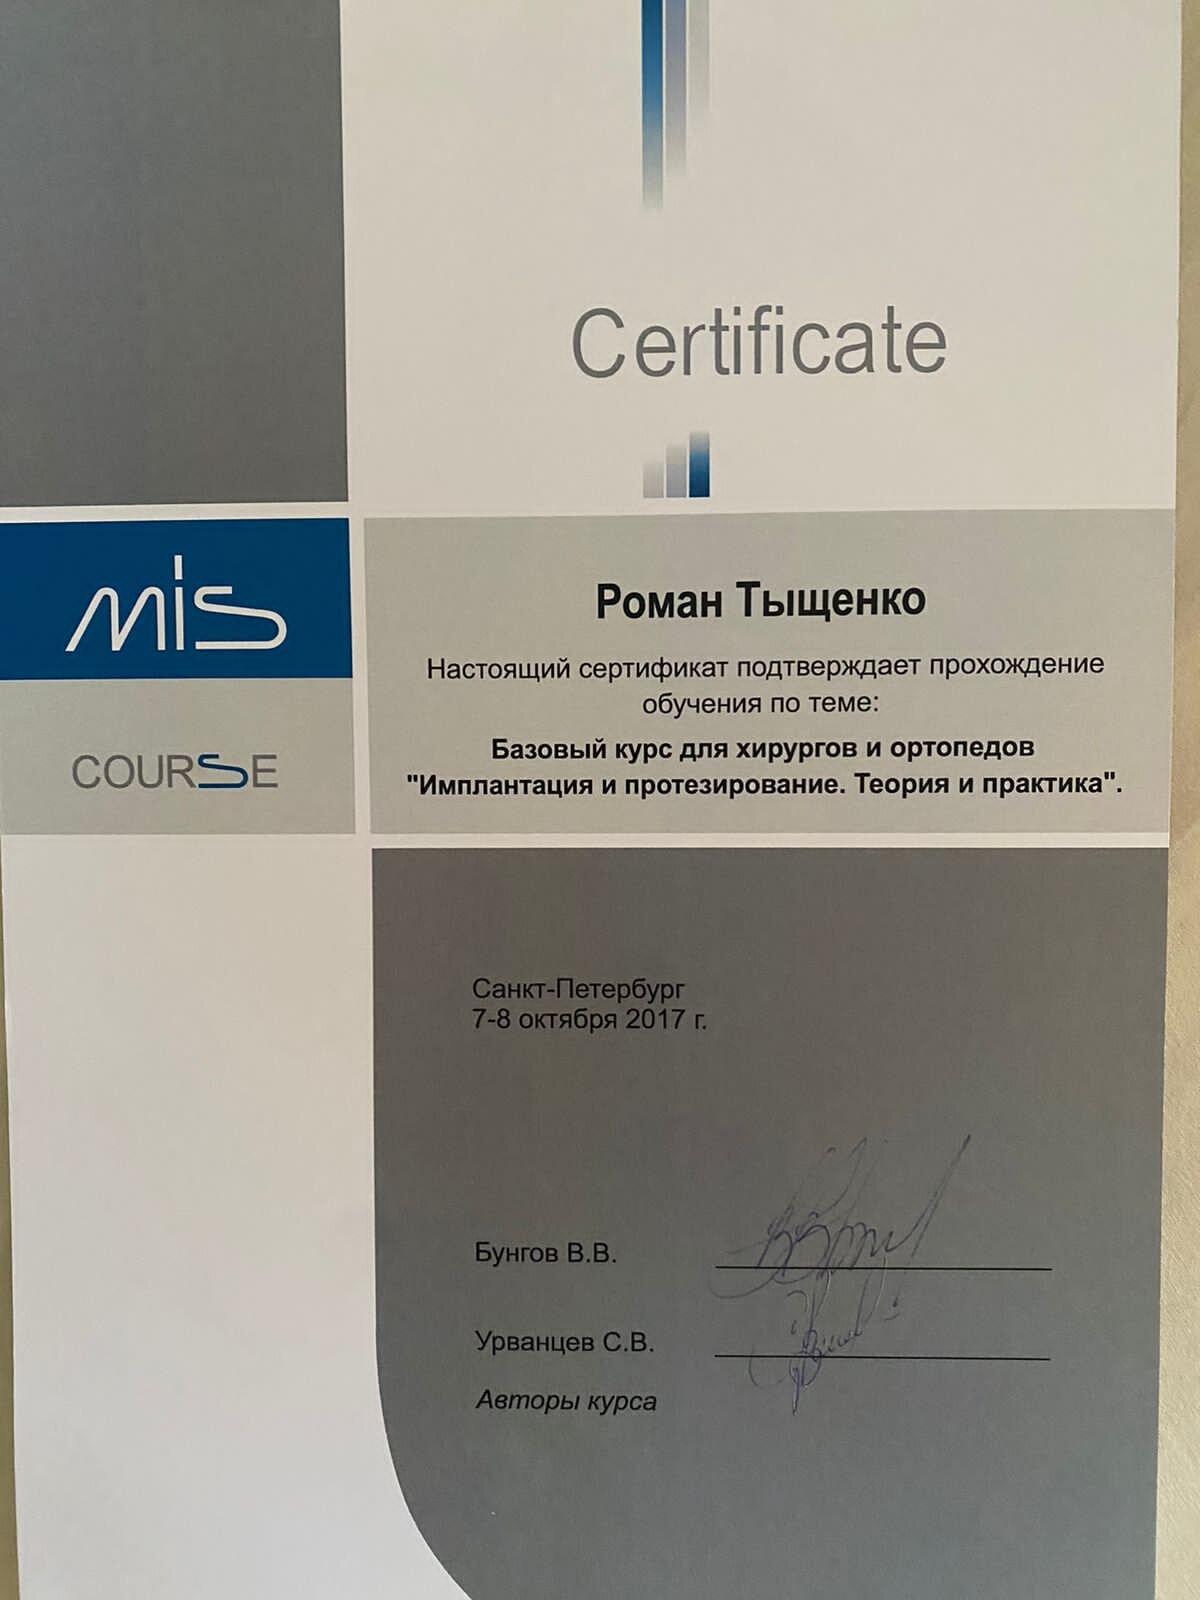 Certificate
mis
COURSE
Роман Тыщенко
Настоящий сертификат подтверждает прохождение
обучения по теме:
Базовый курс для хирургов и ортопедов
"Имплантация и протезирование. Теория и практика".
Санкт-Петербург
7-8 октября 2017 г.
Бунгов В.В.
Урванцев С.В.
Авторы курса